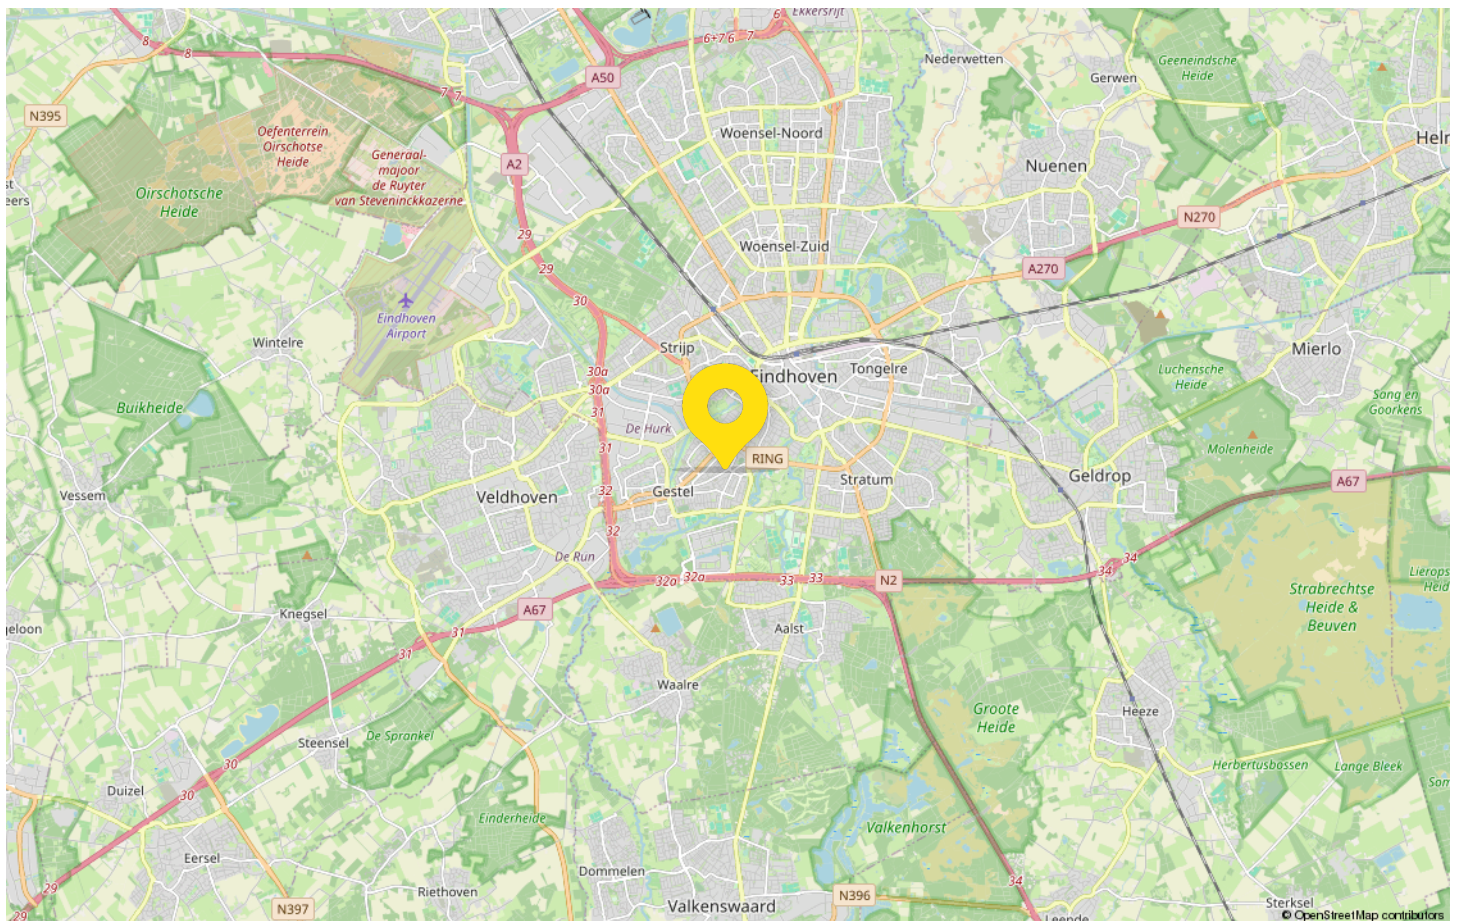 Ekkersrijt
6
8
6+7
6
7
8
A50
Nederwetten
Geeneindsche
Heide
Gerwen
7
7
N395
Woensel-Noord
Oefenterrein
Oirschotse
Heide
Generaal-
majoor
de Ruyter
van Steveninckkazerne
A2
Nuenen
Oirschotsche
Heide
eers
N270
29
Woensel-Zuid
29
A270
30
Eindhoven
Airport
Wintelre
Strijp
Mierlo
Eindhoven
Tongelre
30a
30a
Luchensche
Heide
Buikheide
31
Sang en
Goorkens
De Hurk
31
Molenheide
RING
Geldrop
Stratum
A67
Vessem
Veldhoven
32
Gestel
32
De Run
34
34
32a
32a
33
33
N2
Strabrechtse
Heide &
Beuven
A67
Knegsel
31
Aalst
31
Waalre
Groote
Heide
Heeze
Steensel
De Sprankel
30
Herbertusbossen
Lange Bleek
Duizel
30
Einderheide
Valkenhorst
Eersel
Dommelen
29
Riethoven
34
29
N397
N396
Valkenswaard
Leende
Sterksel
© OpenStreetMap contributors